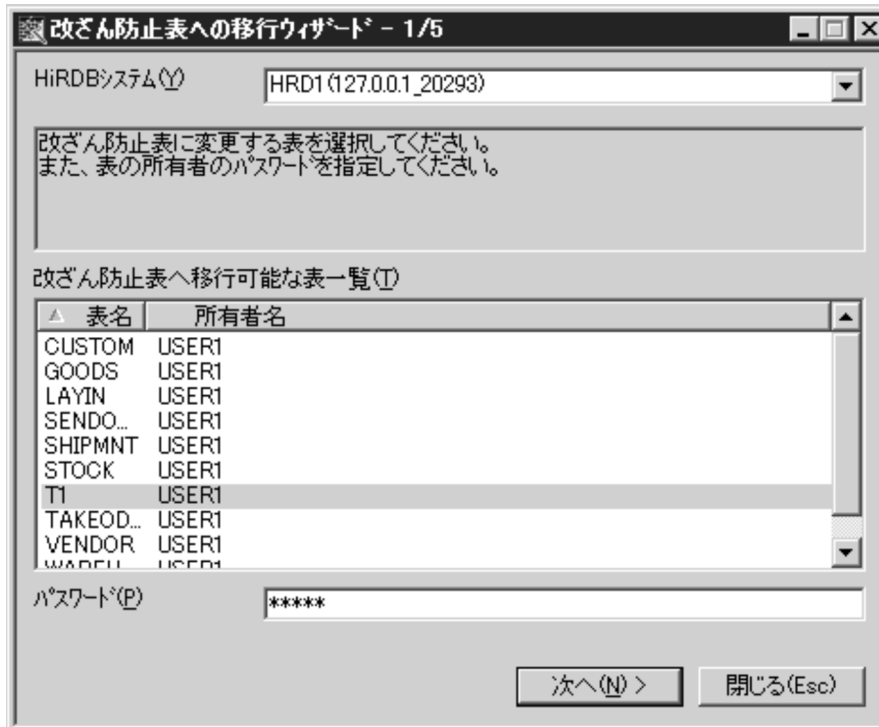 改ざん防止表への移行ウィザード - 1/5
HiRDBシステム(Y) HRD1(127.0.0.1_20293)
改ざん防止表に変更する表を選択してください。
また、表の所有者のパスワードを指定してください。
改ざん防止表へ移行可能な表一覧(T)
表名 所有者名
CUSTOM USER1
GOODS USER1
LAYIN USER1
SENDO... USER1
SHIPMNT USER1
STOCK USER1
T1 USER1
TAKEOD... USER1
VENDOR USER1
USER1
パスワード(P) *****
次へ(N) > 閉じる(Esc)